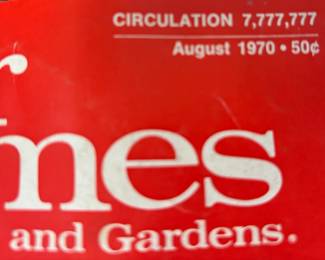 CIRCULATION 7,777,777
August 1970 • 50¢
r
mes
and Gardens.